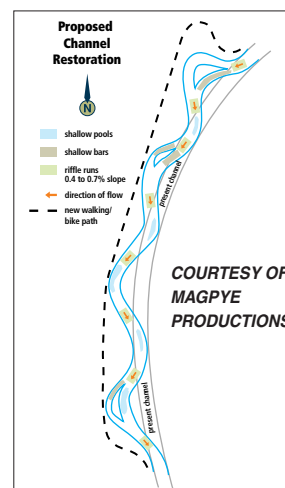 Proposed
Channel
Restoration
N
shallow pools
shallow bars
riffle runs
0.4 to 0.7% slope
direction of flow
new walking/
bike path
present channel
COURTESY OF
MAGPYE
PRODUCTIONS
present channel